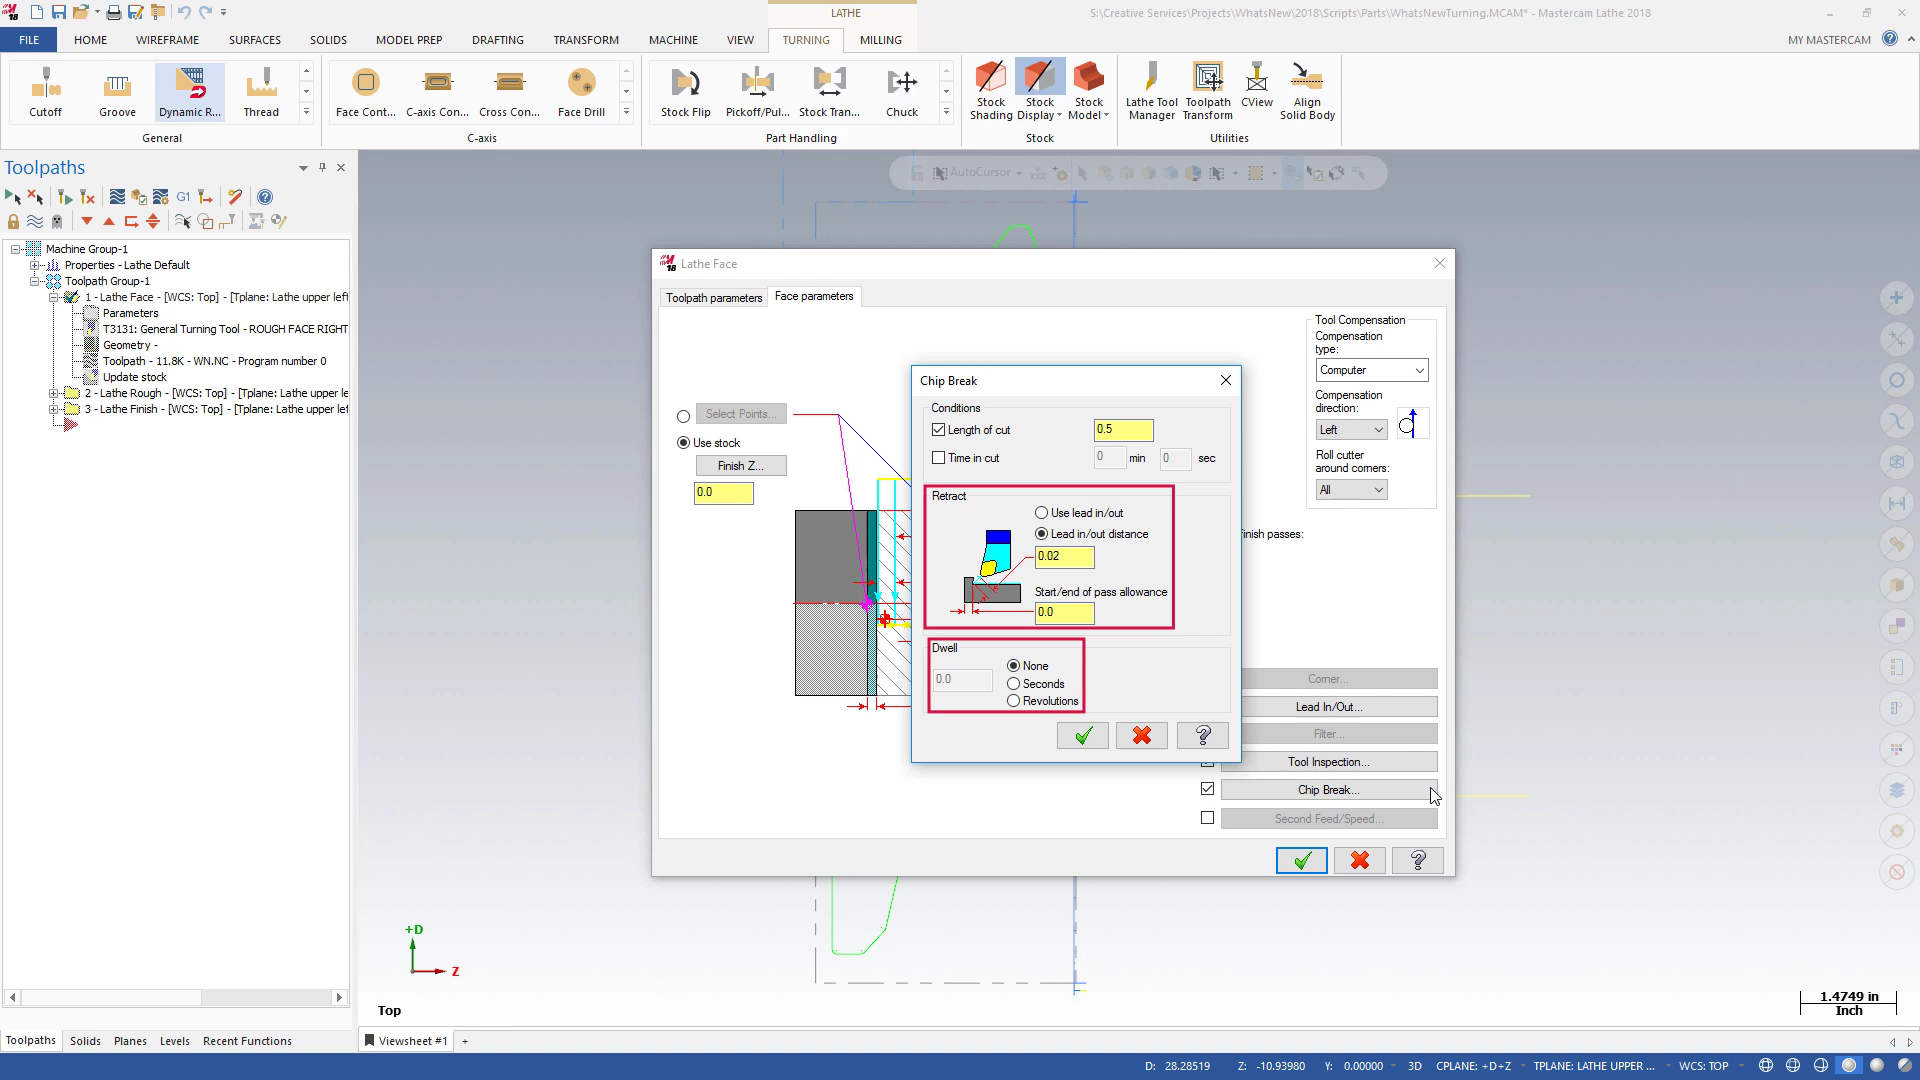 18
LATHE
S:\Creative Services\Projects\WhatsNew\2018\Scripts\Parts\WhatsNewTurning.MCAM* - Mastercam Lathe 2018
FILE
HOME
WIREFRAME
SURFACES
SOLIDS
MODEL PREP
DRAFTING
TRANSFORM
MACHINE
VIEW
TURNING
MILLING
MY MASTERCAM
Cutoff
Groove
Dynamic R...
Thread
General
Face Cont...
C-axis Con...
Cross Con...
Face Drill
C-axis
Stock Flip
Pickoff/Pul...
Stock Tran...
Chuck
Part Handling
Stock
Shading
Stock
Display
Stock
Model
Stock
Lathe Tool
Manager
Toolpath
Transform
CView
Align
Solid Body
Utilities
Toolpaths
G1
AutoCursor
Machine Group-1
Properties - Lathe Default
Toolpath Group-1
1 - Lathe Face - [WCS: Top] - [Tplane: Lathe upper left
Parameters
T3131: General Turning Tool - ROUGH FACE RIGHT
Geometry -
Toolpath - 11.8K - WN.NC - Program number 0
Update stock
2 - Lathe Rough - [WCS: Top] - [Tplane: Lathe upper le
3 - Lathe Finish - [WCS: Top] - [Tplane: Lathe upper lef
18 Lathe Face
Toolpath parameters
Face parameters
Select Points...
Use stock
Finish Z...
0.0
Tool Compensation
Compensation
type:
Computer
Compensation
direction:
Left
Roll cutter
around corners:
All
finish passes:
Corner...
Lead In/Out...
Filter...
Tool Inspection...
Chip Break...
Second Feed/Speed...
Chip Break
Conditions
Length of cut
0.5
Time in cut
0
min
0
sec
Retract
Use lead in/out
Lead in/out distance
0.02
Start/end of pass allowance
0.0
Dwell
0.0
None
Seconds
Revolutions
+D
Z
Top
1.4749 in
Inch
Toolpaths
Solids
Planes
Levels
Recent Functions
Viewsheet #1
+
D: 28.28519
Z: -10.93980
Y: 0.00000
3D
CPLANE: +D+Z
TPLANE: LATHE UPPER ...
WCS: TOP